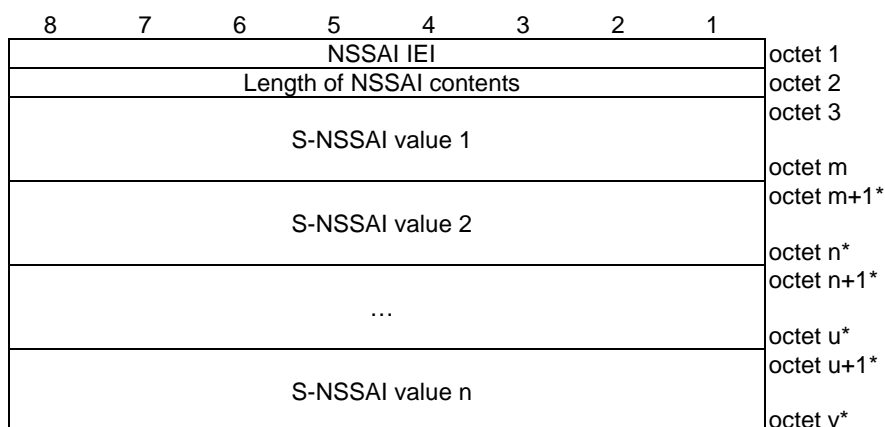 8 7 6 5 4 3 2 1
NSSAI IEI octet 1
Length of NSSAI contents octet 2
octet 3
S-NSSAI value 1
octet m
octet m+1*
S-NSSAI value 2
octet n*
octet n+1*
…
octet u*
octet u+1*
S-NSSAI value n
octet v*